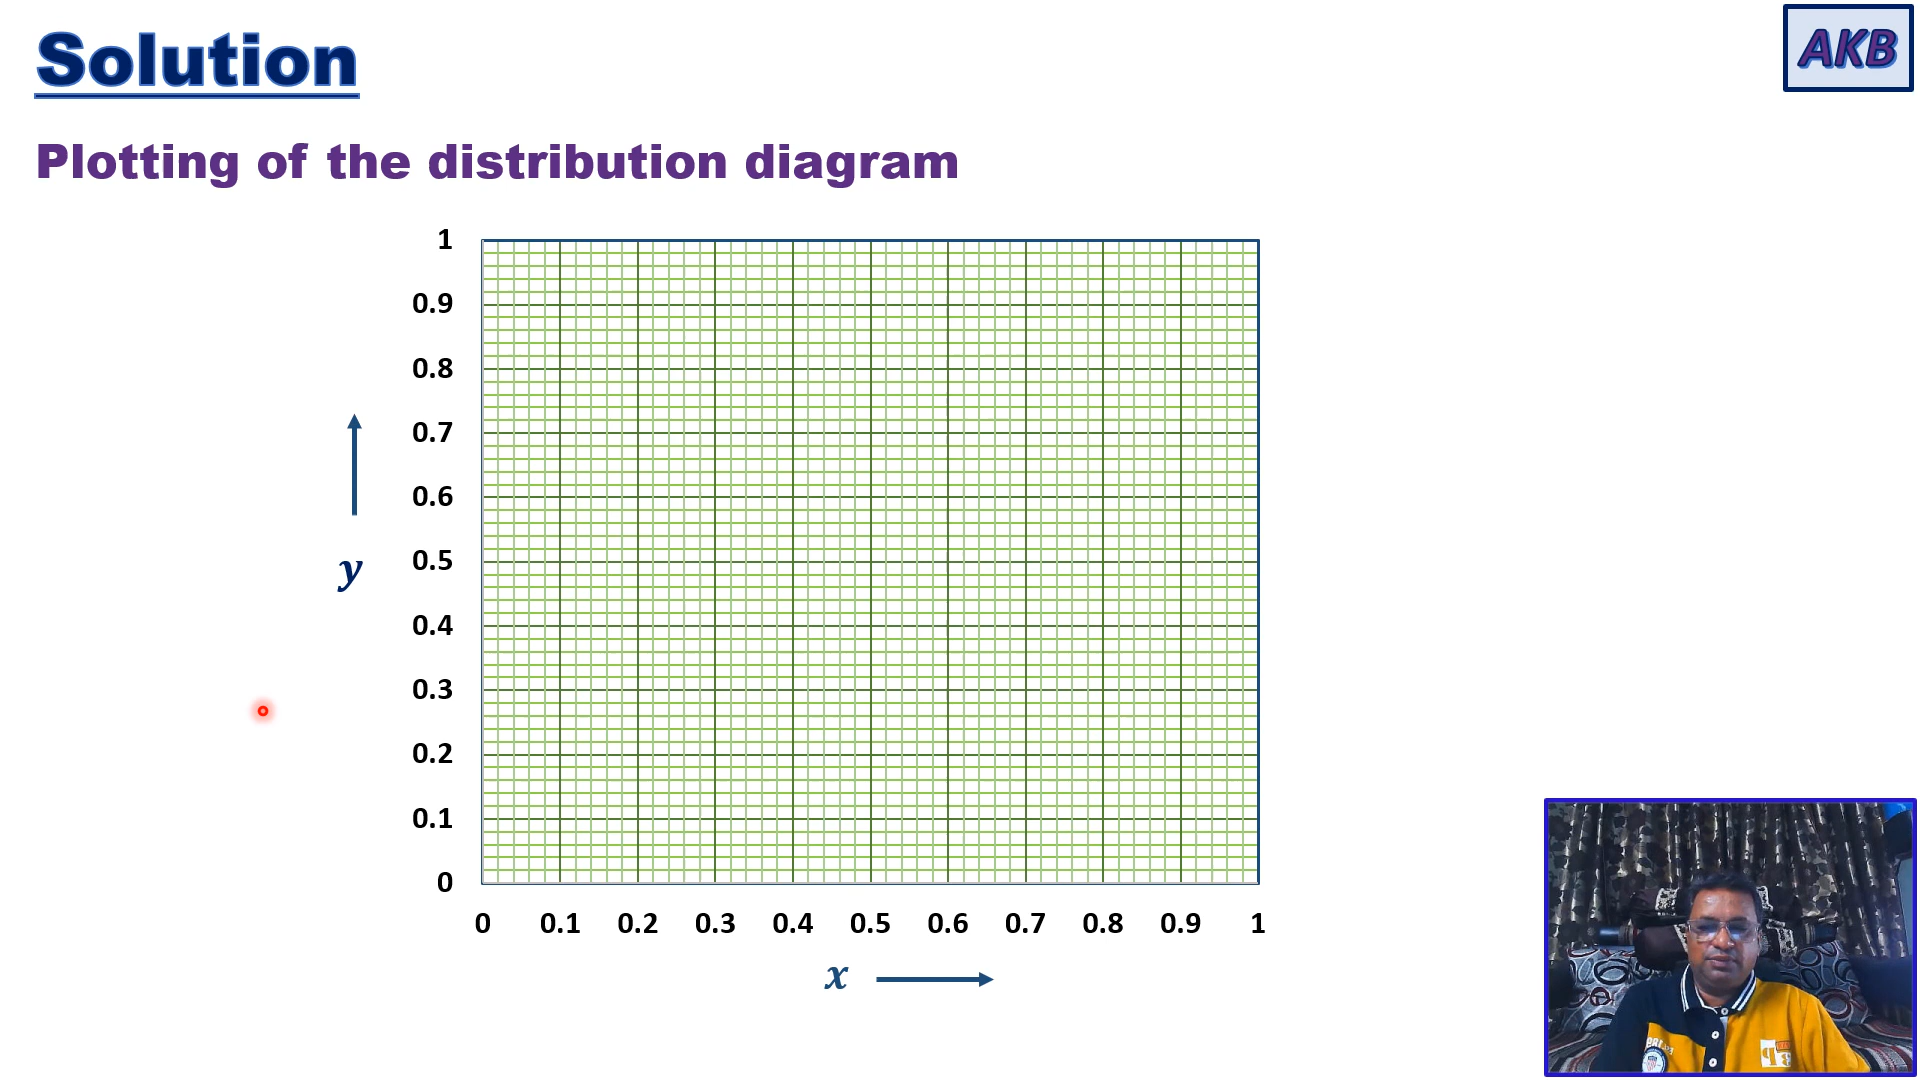 Solution
AKB
Plotting of the distribution diagram
1
0.9
0.8
0.7
0.6
0.5
0.4
0.3
0.2
0.1
0
y
0 0.1 0.2 0.3 0.4 0.5 0.6 0.7 0.8 0.9 1
x